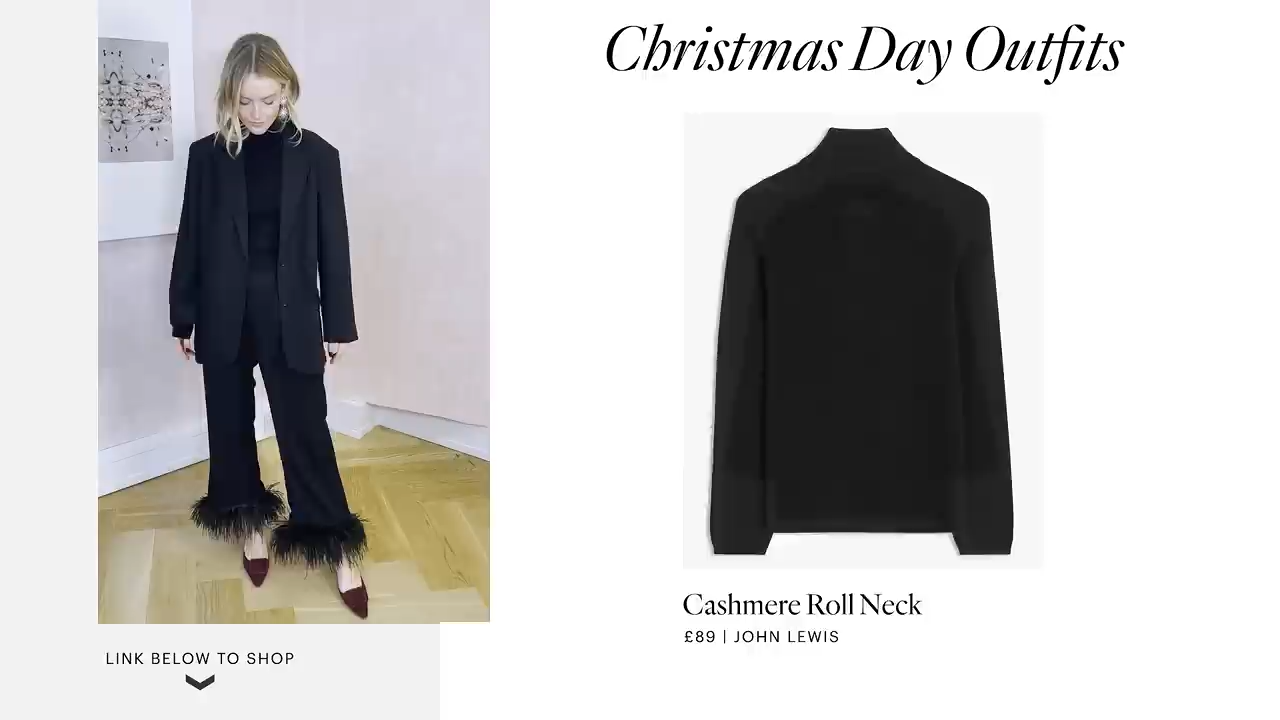 Christmas Day Outfits
Cashmere Roll Neck
£89 | JOHN LEWIS
LINK BELOW TO SHOP